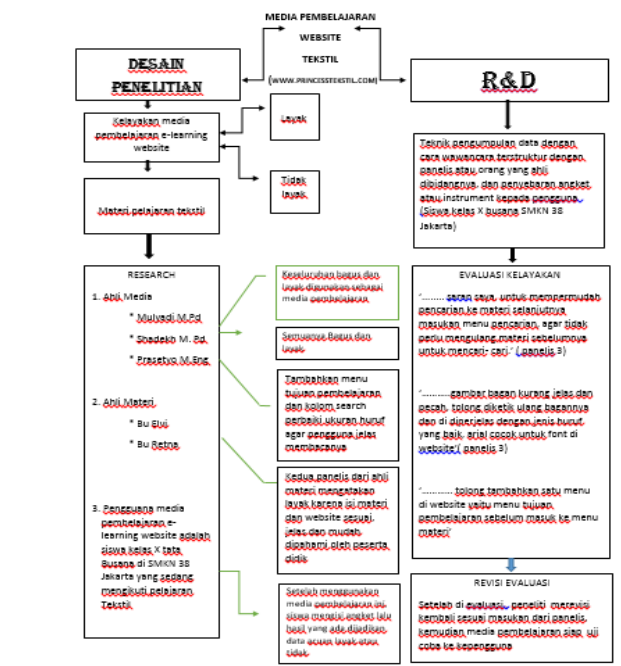 MEDIA PEMBELAJARAN
WEBSITE
TEKSTIL
(WWW.PRINCESSTEKSTIL.COM)
DESAIN
PENELITIAN
R&D
Kelayakan media
pembelajaran e-learning
website
Layak
Tidak
layak
Materi pelajaran tekstil
Teknik pengumpulan data dengan
cara wawancara terstruktur dengan
panelis atau orang yang ahli
dibidangnya, dan penyebaran angket
atau instrument kepada pengguna
(Siswa kelas X busana SMKN 38
Jakarta)
RESEARCH
1. Ahli Media
* Mulyadi M.Pd
* Shadekh M. Pd
* Prasetyo M.Eng
2. Ahli Materi
* Bu Elvi
* Bu Retna
3. Pengguana media
pembelajaran e-
learning website adalah
siswa kelas X tata
Busana di SMKN 38
Jakarta yang sedang
mengikuti pelajaran
Tekstil
Keseluruhan bagus dan
layak digunakan sebagai
media pembelajaran
Semuanya Bagus dan
layak
Tambahkan menu
tujuan pembelajaran
dan kolom search
perbaiki ukuran huruf
agar pengguna jelas
membacanya
Kedua panelis dari ahli
materi mengatakan
layak karena isi materi
dan website sesuai,
jelas dan mudah
dipahami oleh peserta
didik
Setelah menggunakan
media pembelajaran ini,
siswa mengisi angket lalu
hasil yang ada dijadikan
data acuan layak atau
tidak
EVALUASI KELAYAKAN
"......... saran saya, untuk mempermudah
pencarian ke materi selanjutnya
masukan menu pencarian, agar tidak
perlu mengulang materi sebelumnya
untuk mencari- cari." ( panelis 3)
"..........gambar bagan kurang jelas dan
pecah, tolong diketik ulang bagannya
dan di diperjelas dengan jenis huruf
yang baik, arial cocok untuk font di
website"( panelis 3)
"........... tolong tambahkan satu menu
di website yaitu menu tujuan
pembelajaran sebelum masuk ke menu
materi"
REVISI EVALUASI
Setelah di evaluasi, peneliti merevisi
kembali sesuai masukan dari panelis,
kemudian media pembelajaran siap uji
coba ke kepengguna